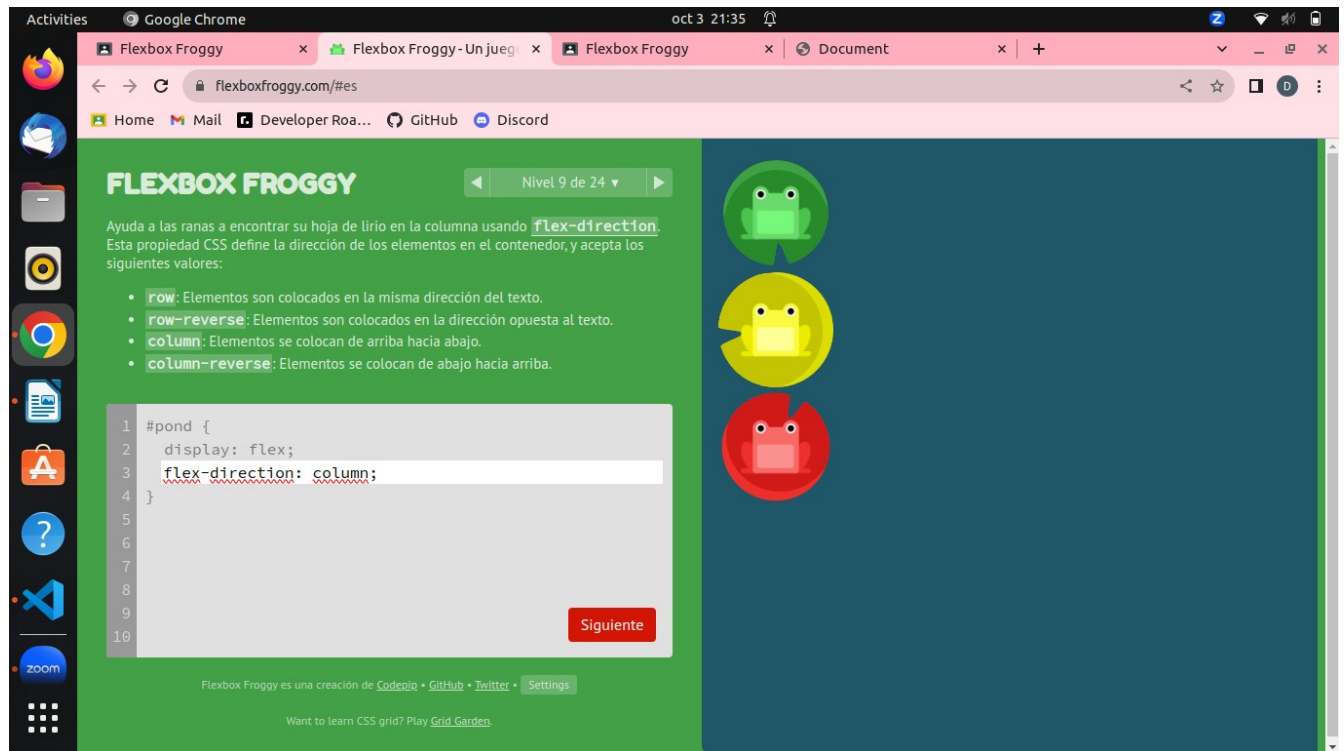 Activities
Google Chrome
oct 3 21:35
Z
Flexbox Froggy
Flexbox Froggy - Un jueg
Flexbox Froggy
Document
flexboxfroggy.com/#es
D
Home
Mail
Developer Roa...
GitHub
Discord
FLEXBOX FROGGY
Nivel 9 de 24 ▾
Ayuda a las ranas a encontrar su hoja de lirio en la columna usando flex-direction.
Esta propiedad CSS define la dirección de los elementos en el contenedor, y acepta los
siguientes valores:
• row: Elementos son colocados en la misma dirección del texto.
• row-reverse: Elementos son colocados en la dirección opuesta al texto.
• column: Elementos se colocan de arriba hacia abajo.
• column-reverse: Elementos se colocan de abajo hacia arriba.
1 #pond {
2 display: flex;
3 flex-direction: column;
4 }
5
6
7
8
9
10
Siguiente
zoom
Flexbox Froggy es una creación de Codepip • GitHub • Twitter • Settings
Want to learn CSS grid? Play Grid Garden.